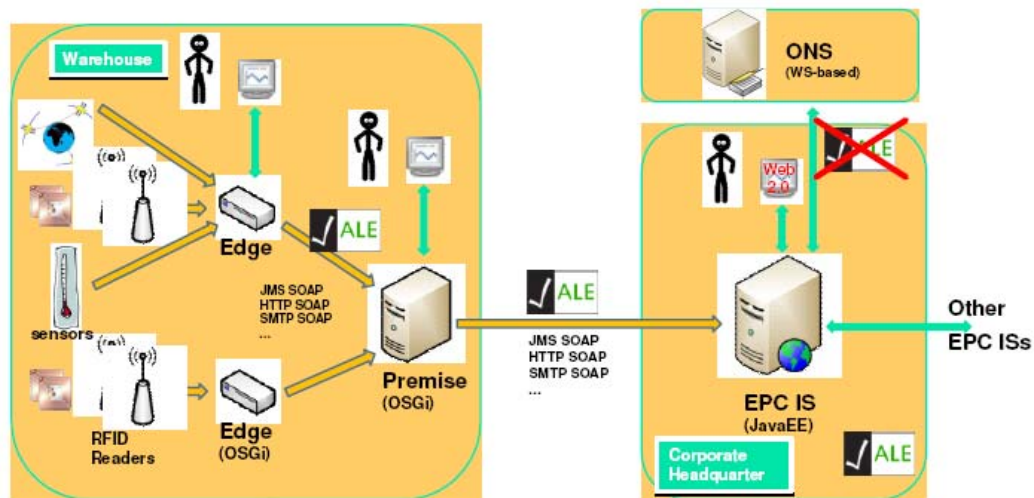 Warehouse
sensors
RFID
Readers
Edge
Edge
(OSGi)
ALE
JMS SOAP
HTTP SOAP
SMTP SOAP
...
Premise
(OSGi)
ALE
JMS SOAP
HTTP SOAP
SMTP SOAP
...
ONS
(WS-based)
ALE
Web
2.0
EPC IS
(JavaEE)
Corporate
Headquarter
ALE
Other
EPC ISs